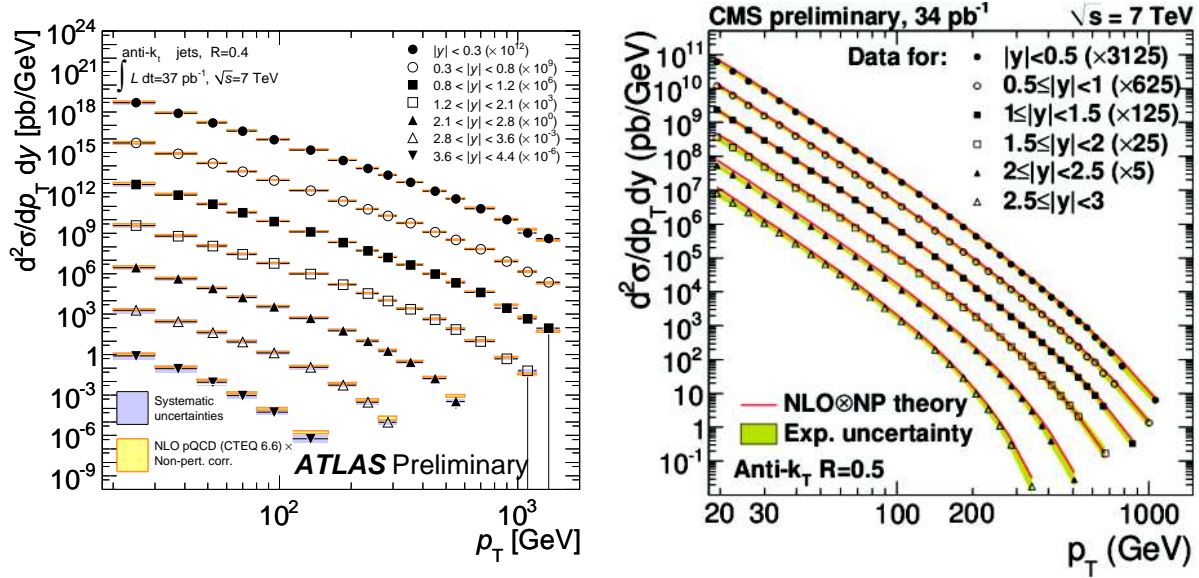 10^24
10^21
10^18
10^15
10^12
10^9
10^6
10^3
1
10^-3
10^-6
10^-9
d²σ/dp_T dy [pb/GeV]
anti-k_t jets, R=0.4
∫ L dt=37 pb⁻¹, √s=7 TeV
|y| < 0.3 (× 10^12)
0.3 < |y| < 0.8 (× 10^9)
0.8 < |y| < 1.2 (× 10^6)
1.2 < |y| < 2.1 (× 10^3)
2.1 < |y| < 2.8 (× 10^0)
2.8 < |y| < 3.6 (× 10^-3)
3.6 < |y| < 4.4 (× 10^-6)
Systematic
uncertainties
NLO pQCD (CTEQ 6.6) ×
Non-pert. corr.
ATLAS Preliminary
10^2 10^3
p_T [GeV]
CMS preliminary, 34 pb⁻¹ √s = 7 TeV
10^11
10^10
10^9
10^8
10^7
10^6
10^5
10^4
10^3
10^2
10
1
10^-1
d²σ/dp_T dy (pb/GeV)
Data for:
|y|<0.5 (×3125)
0.5≤|y|<1 (×625)
1≤|y|<1.5 (×125)
1.5≤|y|<2 (×25)
2≤|y|<2.5 (×5)
2.5≤|y|<3
NLO⊗NP theory
Exp. uncertainty
Anti-k_T R=0.5
20 30 100 200 1000
p_T (GeV)